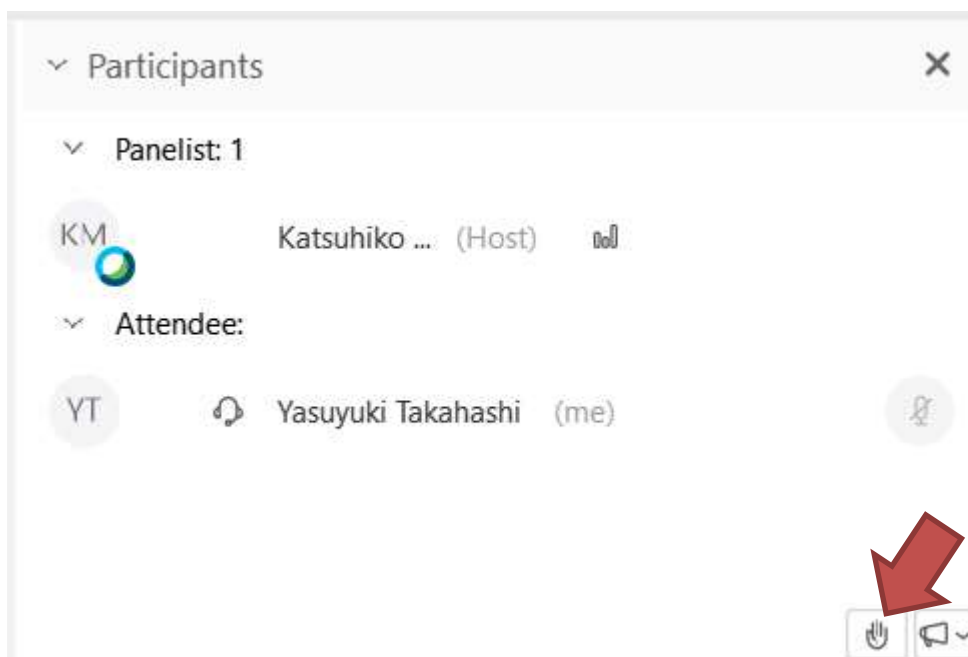 Participants
Panelist: 1
KM Katsuhiko ... (Host)
Attendee:
YT Yasuyuki Takahashi (me)